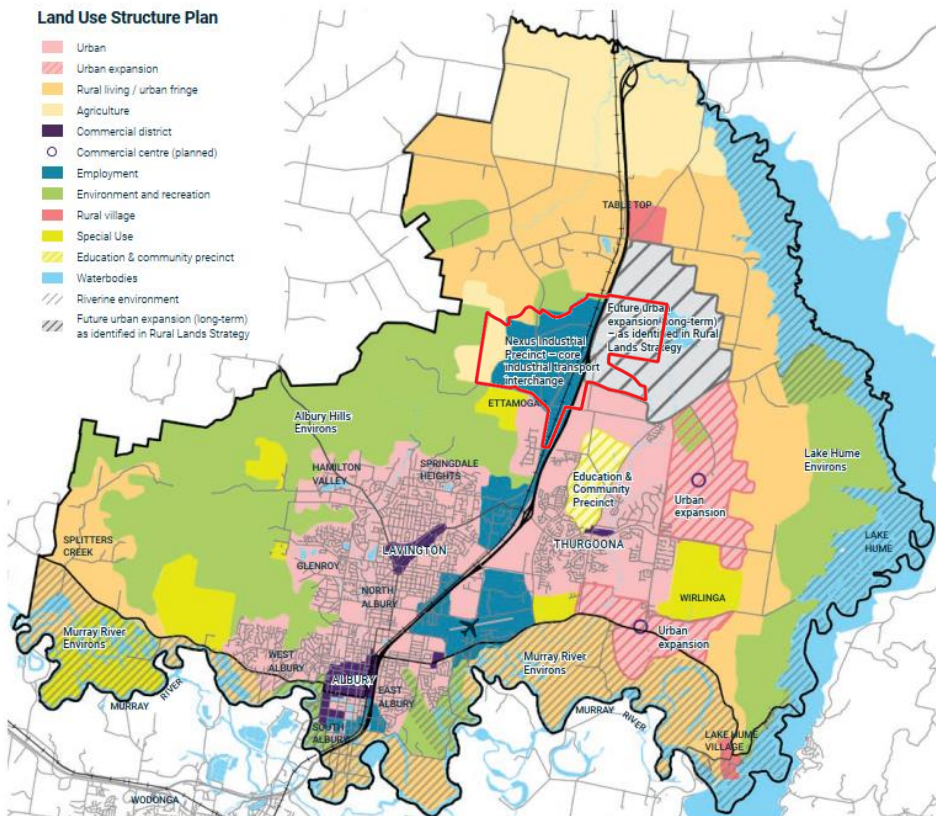 Land Use Structure Plan
Urban
Urban expansion
Rural living / urban fringe
Agriculture
Commercial district
Commercial centre (planned)
Employment
Environment and recreation
Rural village
Special Use
Education & community precinct
Waterbodies
Riverine environment
Future urban expansion (long-term)
as identified in Rural Lands Strategy
TABLE TOP
Future urban
expansion (long-term)
– as identified in Rural
Lands Strategy
Nexus Industrial
Precinct – core
industrial transport
interchange
ETTAMOGA
Albury Hills
Environs
HAMILTON
VALLEY
SPRINGDALE
HEIGHTS
Education &
Community
Precinct
Urban
expansion
Lake Hume
Environs
LAKE
HUME
SPLITTERS
CREEK
GLENROY
LAVINGTON
THURGOONA
NORTH
ALBURY
WIRLINGA
Murray River
Environs
WEST
ALBURY
Urban
expansion
Murray River
Environs
ALBURY
EAST
ALBURY
MURRAY
RIVER
MURRAY
RIVER
SOUTH
ALBURY
LAKE HUME
VILLAGE
WODONGA